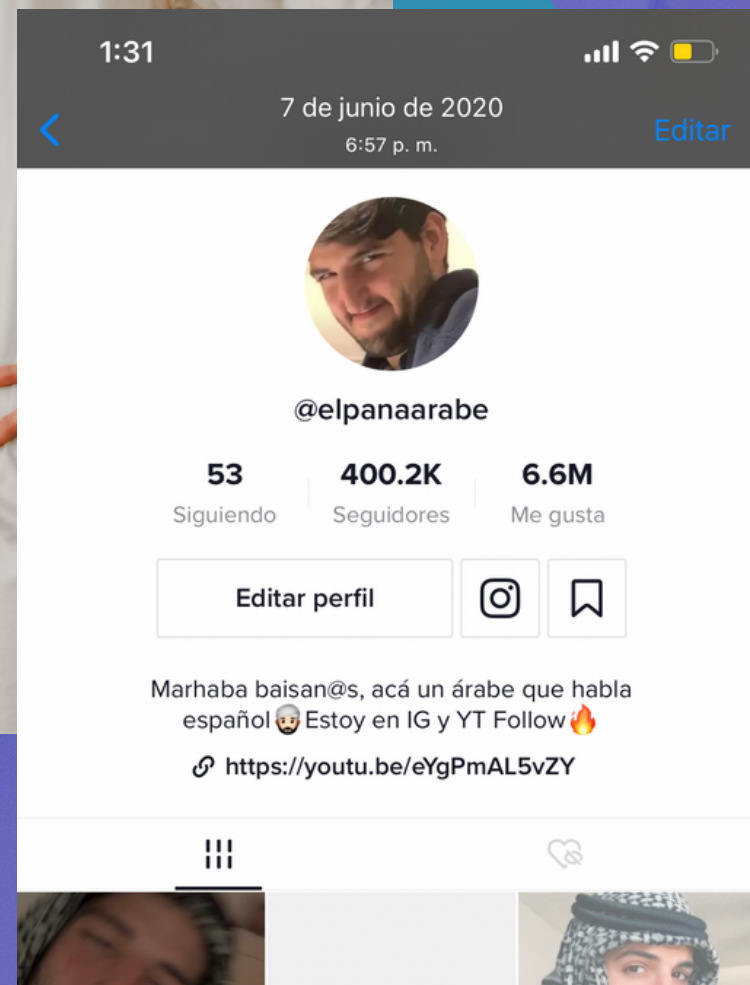 1:31
7 de junio de 2020
6:57 p. m.
Editar
@elpanaarabe
53 400.2K 6.6M
Siguiendo Seguidores Me gusta
Editar perfil
Marhaba baisan@s, acá un árabe que habla
español👳🏻‍♂️Estoy en IG y YT Follow🔥
https://youtu.be/eYgPmAL5vZY